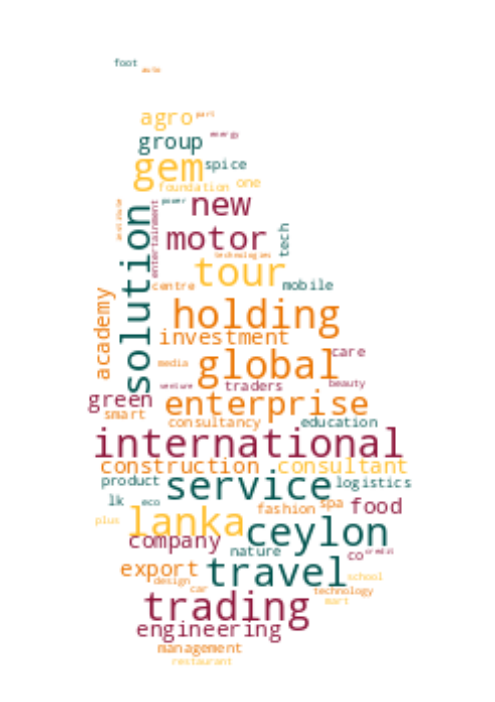 foot
auto
agro part
group energy
gem spice
foundation one
institute solution entertainment power new
motor tech
technologies
tour
centre mobile
academy holding
investment
media global care
venture traders beauty
green enterprise
smart
consultancy education
international
construction consultant
product service logistics
lk eco
fashion spa food
plus lanka ceylon
company nature co credit
export travel
design school
car technology
trading mart
engineering
management
restaurant